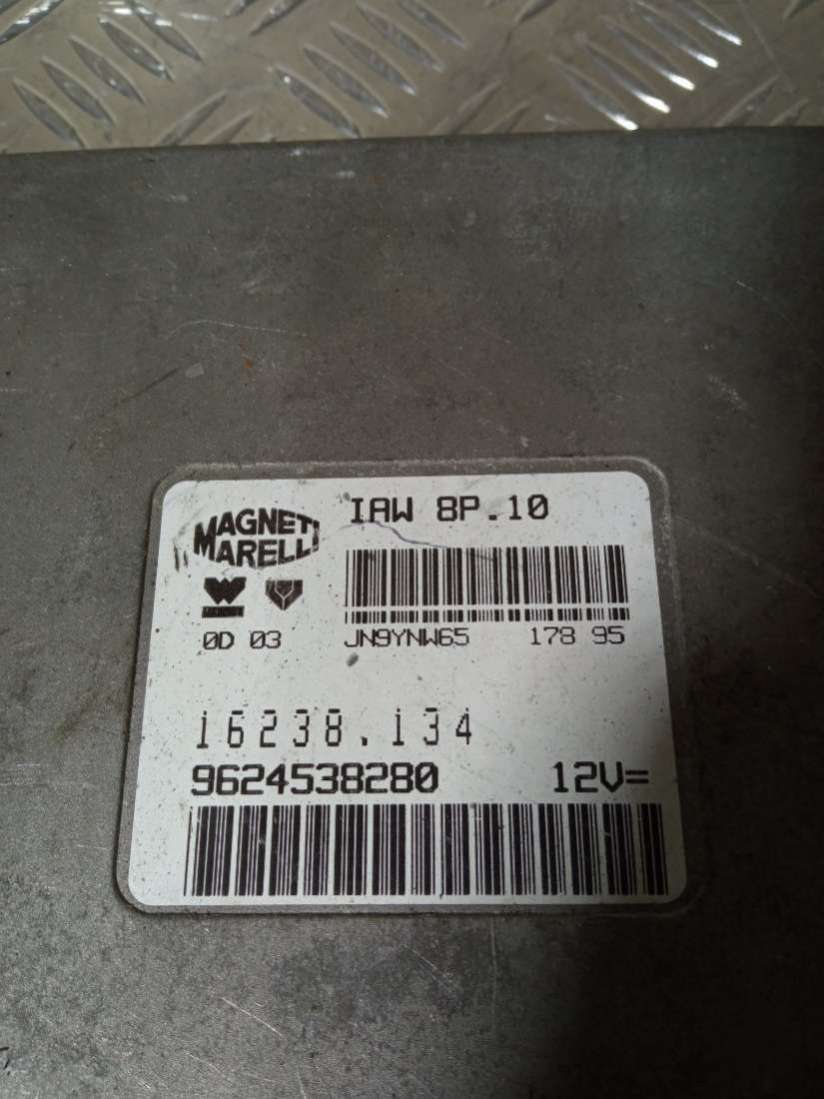 IAW 8P.10
MAGNETI
MARELLI
0D 03
JN9YNW65 178 95
16238.134
9624538280 12V=